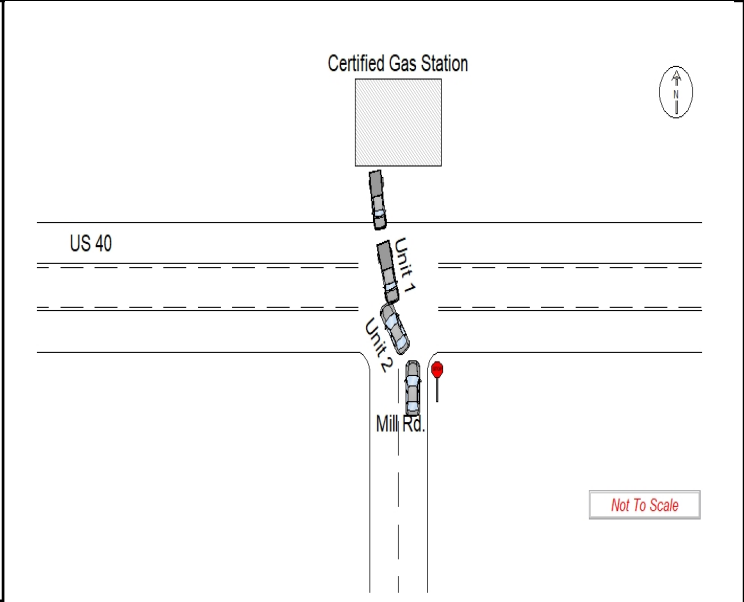 Certified Gas Station
N
US 40
Unit 1
Unit 2
Mill Rd.
Not To Scale